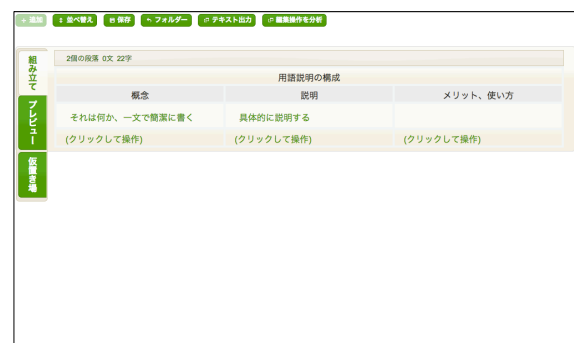 + 追加 ↕ 並べ替え 保存 フォルダー テキスト出力 編集操作を分析
組み立て
プレビュー
仮置き場
2個の段落 0文 22字
用語説明の構成
概念 説明 メリット、使い方
それは何か、一文で簡潔に書く 具体的に説明する
(クリックして操作) (クリックして操作) (クリックして操作)